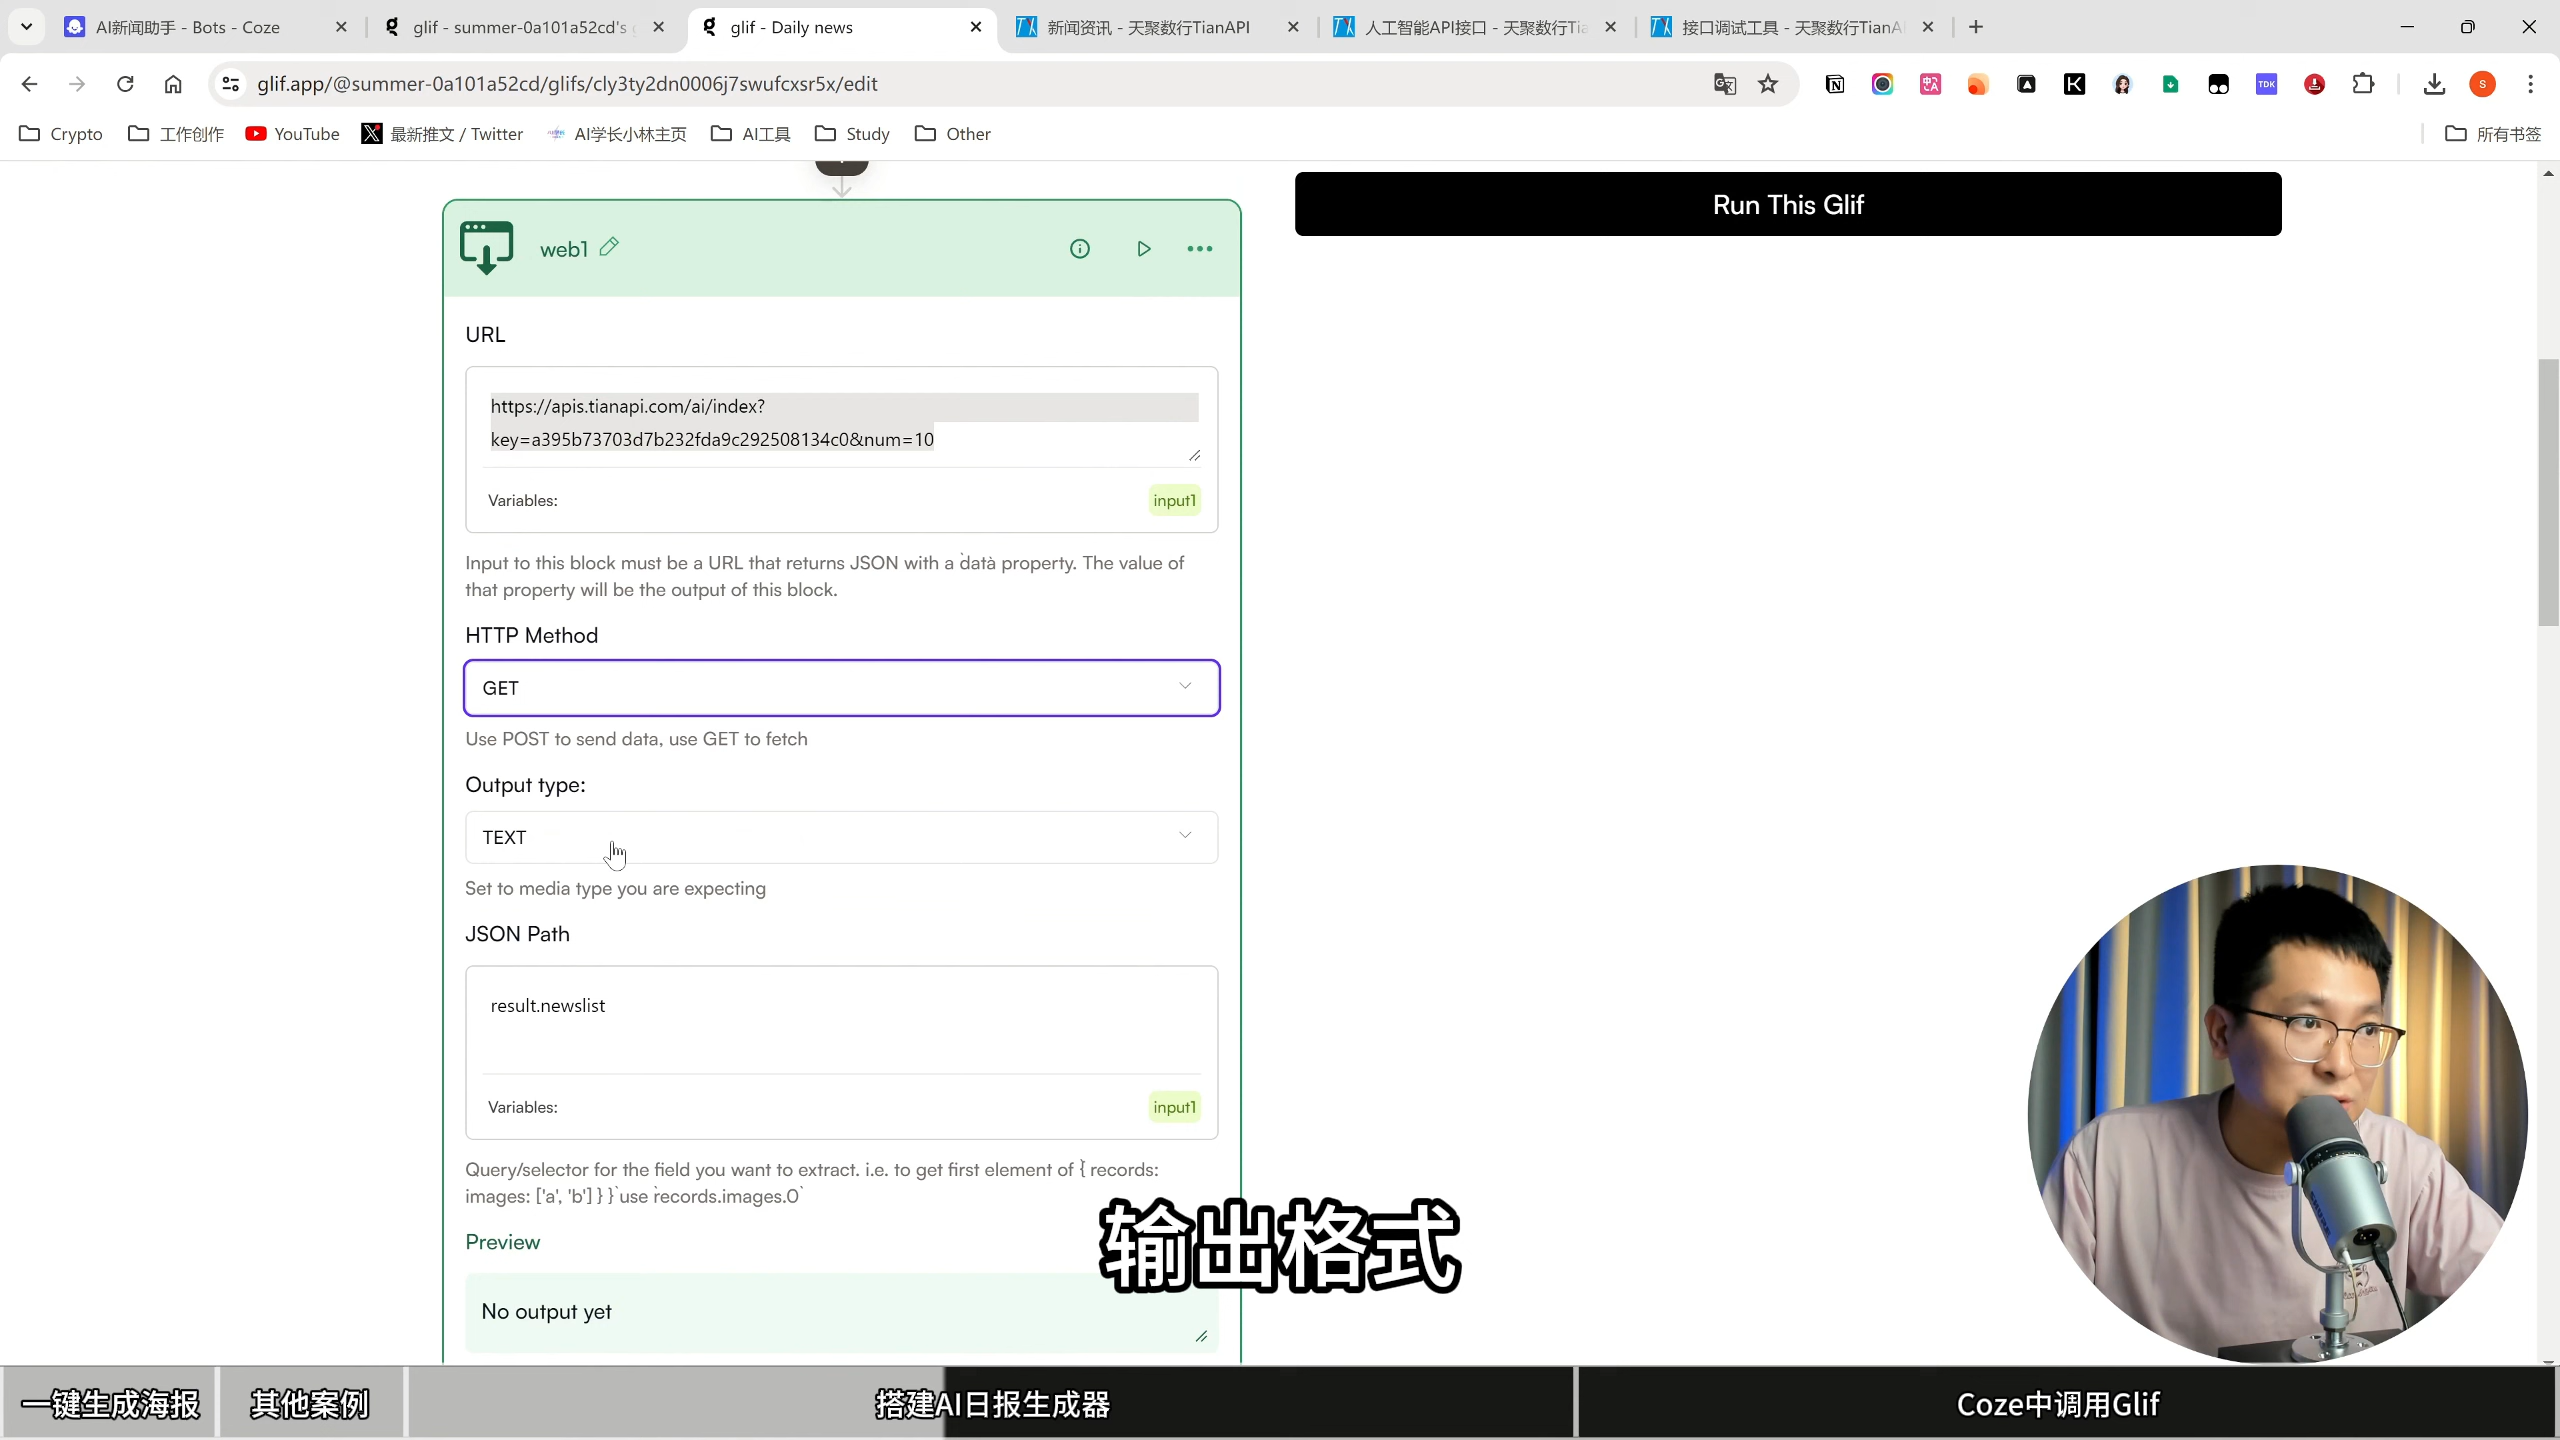 AI新闻助手 - Bots - Coze
glif - summer-0a101a52cd's
glif - Daily news
新闻资讯 - 天聚数行TianAPI
人工智能API接口 - 天聚数行Tia
接口调试工具 - 天聚数行TianA
glif.app/@summer-0a101a52cd/glifs/cly3ty2dn0006j7swufcxsr5x/edit
TDK
S
Crypto
工作创作
YouTube
最新推文 / Twitter
AI学长小林主页
AI工具
Study
Other
所有书签
Run This Glif
web1
URL
https://apis.tianapi.com/ai/index?
key=a395b73703d7b232fda9c292508134c0&num=10
Variables:
input1
Input to this block must be a URL that returns JSON with a `data` property. The value of
that property will be the output of this block.
HTTP Method
GET
Use POST to send data, use GET to fetch
Output type:
TEXT
Set to media type you are expecting
JSON Path
result.newslist
Variables:
input1
Query/selector for the field you want to extract. i.e. to get first element of `{ records:
images: ['a', 'b'] } }` use `records.images.0`
输出格式
Preview
No output yet
一键生成海报
其他案例
搭建AI日报生成器
Coze中调用Glif